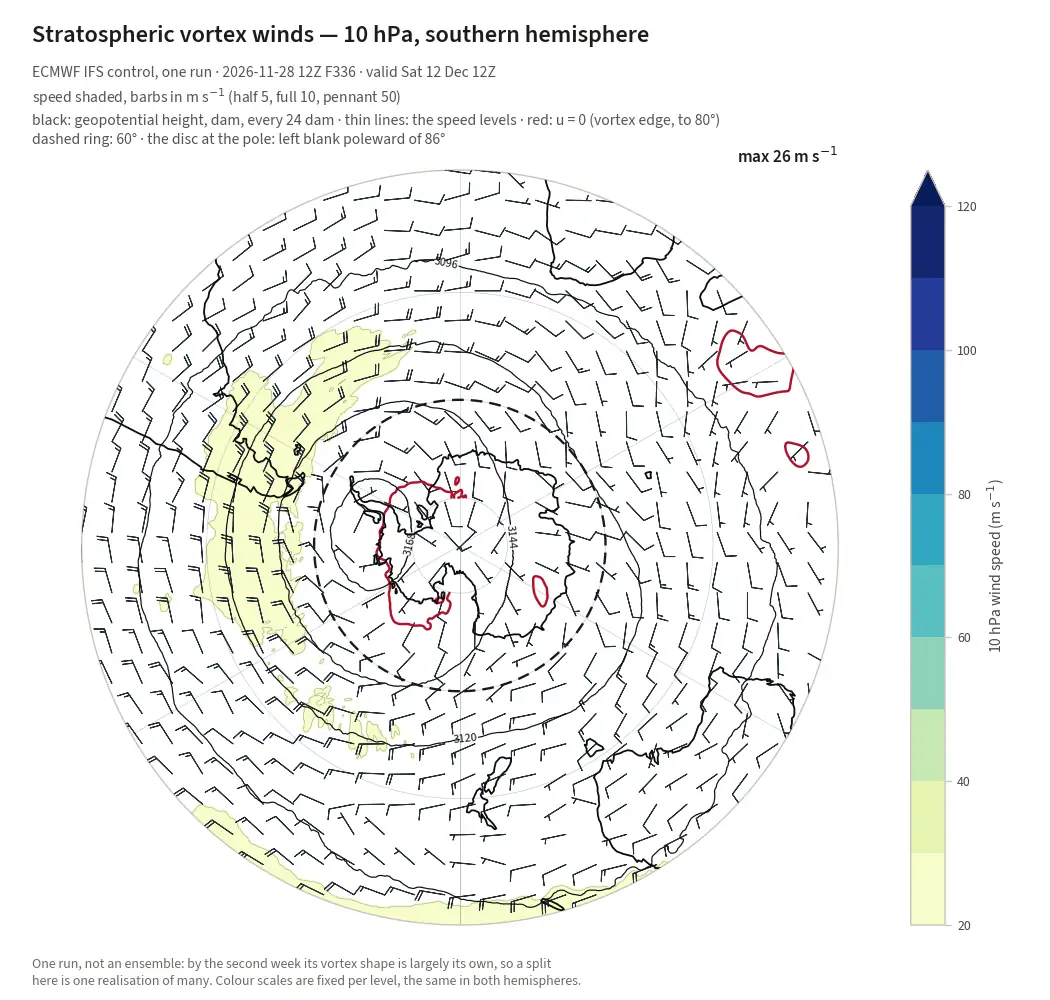 Stratospheric vortex winds — 10 hPa, southern hemisphere
ECMWF IFS control, one run · 2026-11-28 12Z F336 · valid Sat 12 Dec 12Z
speed shaded, barbs in m s⁻¹ (half 5, full 10, pennant 50)
black: geopotential height, dam, every 24 dam · thin lines: the speed levels · red: u = 0 (vortex edge, to 80°)
dashed ring: 60° · the disc at the pole: left blank poleward of 86°
max 26 m s⁻¹
120
100
80
60
40
20
10 hPa wind speed (m s⁻¹)
3096
3168
3144
3120
One run, not an ensemble: by the second week its vortex shape is largely its own, so a split
here is one realisation of many. Colour scales are fixed per level, the same in both hemispheres.